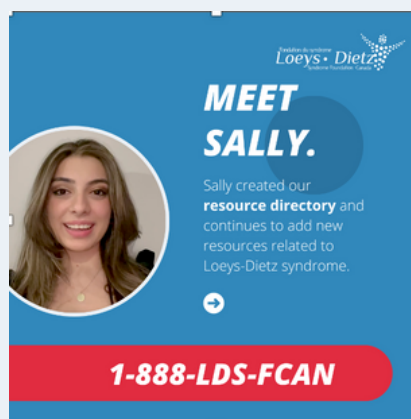 Fondation du syndrome
Loeys • Dietz
Syndrome Foundation Canada
MEET
SALLY.
Sally created our
resource directory and
continues to add new
resources related to
Loeys-Dietz syndrome.
1-888-LDS-FCAN